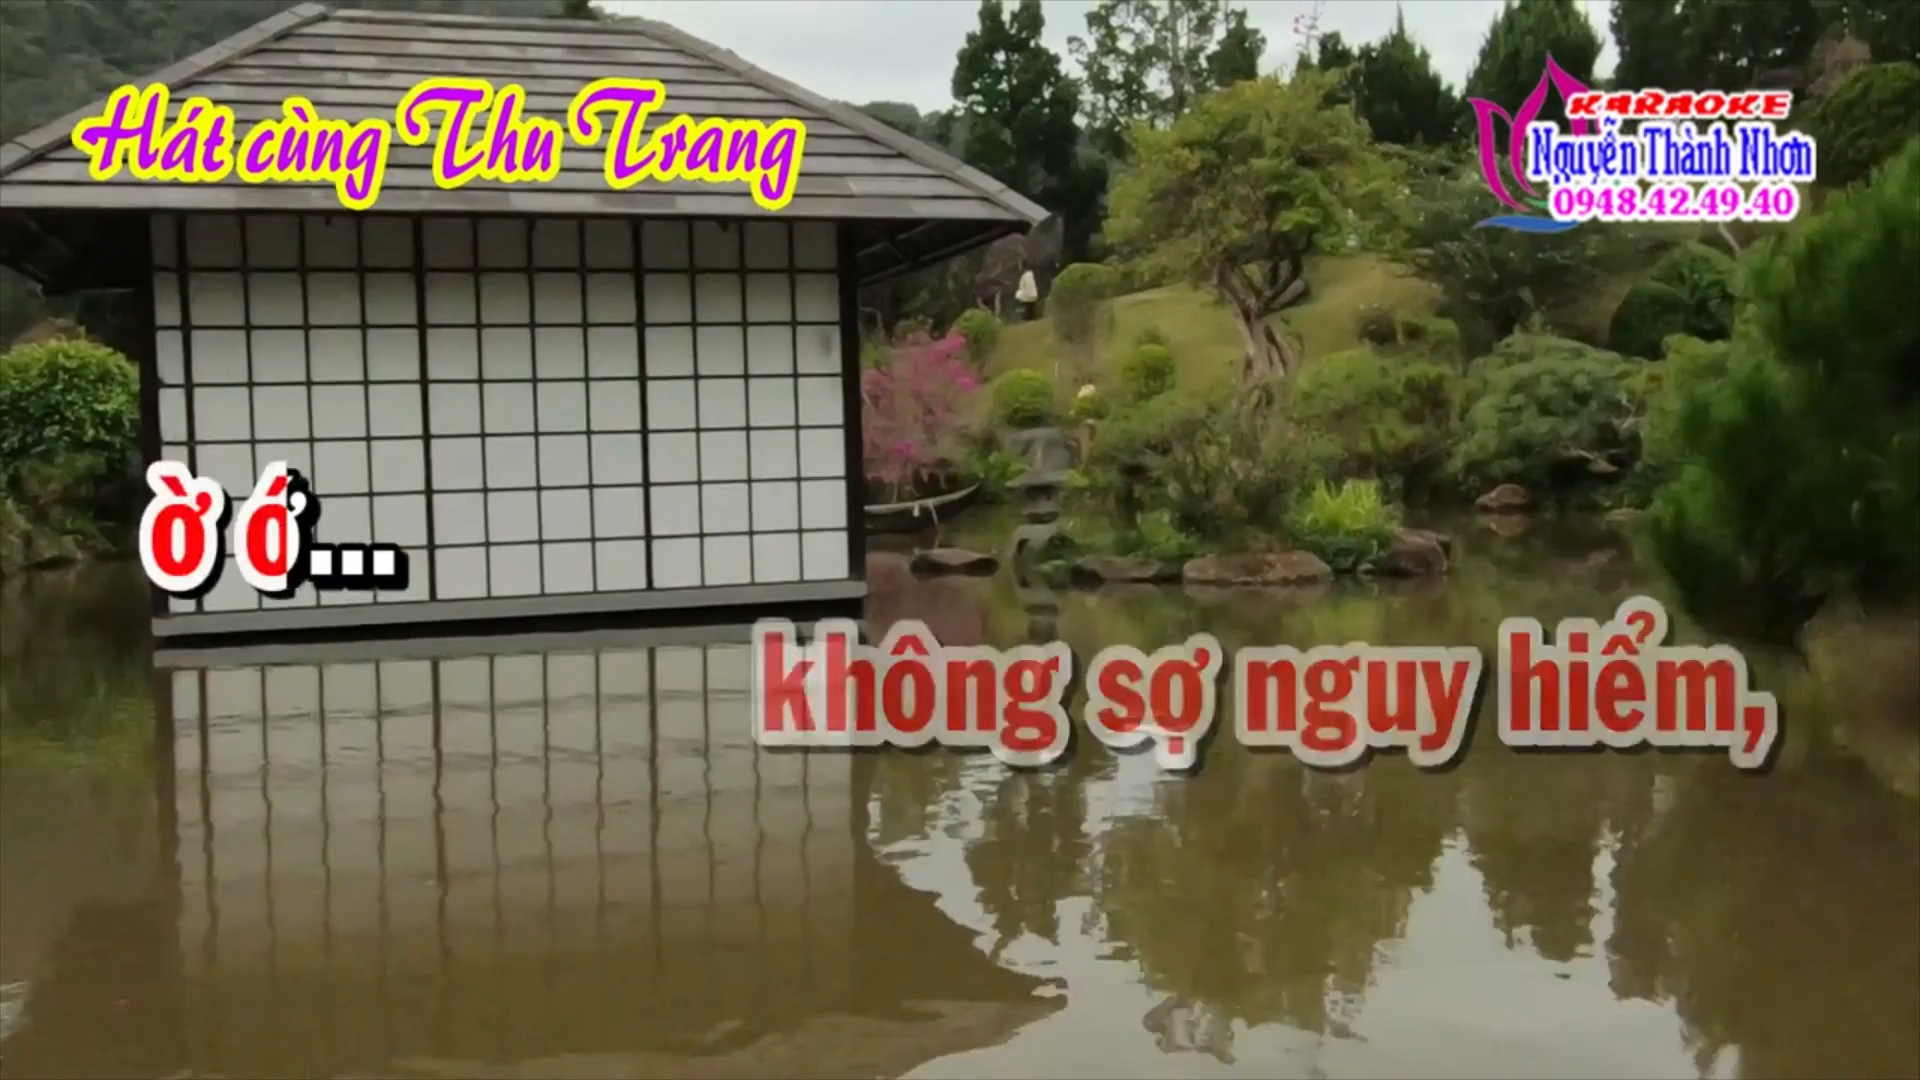 Hát cùng Thu Trang
KARAOKE
Nguyễn Thành Nhơn
0948.42.49.40
Ờ Ớ...
không sợ nguy hiểm,